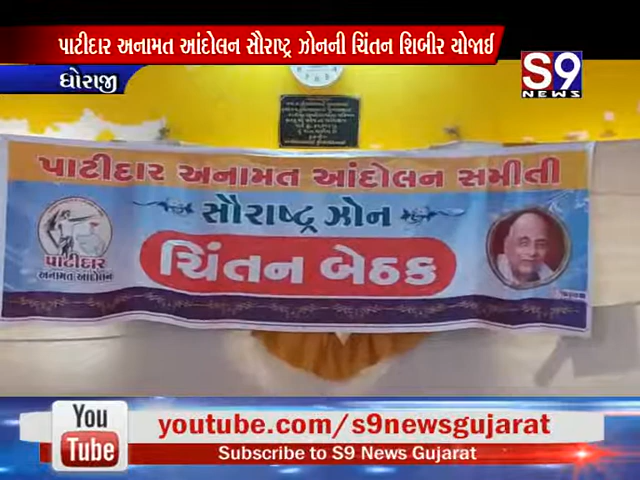 પાટીદાર અનામત આંદોલન સૌરાષ્ટ્ર ઝોનની ચિંતન શિબીર યોજાઈ
ધોરાજી
S9
NEWS
પાટીદાર અનામત આંદોલન સમીતી
સૌરાષ્ટ્ર ઝોન
પાટીદાર
અનામત આંદોલન
ચિંતન બેઠક
You
Tube
youtube.com/s9newsgujarat
Subscribe to S9 News Gujarat